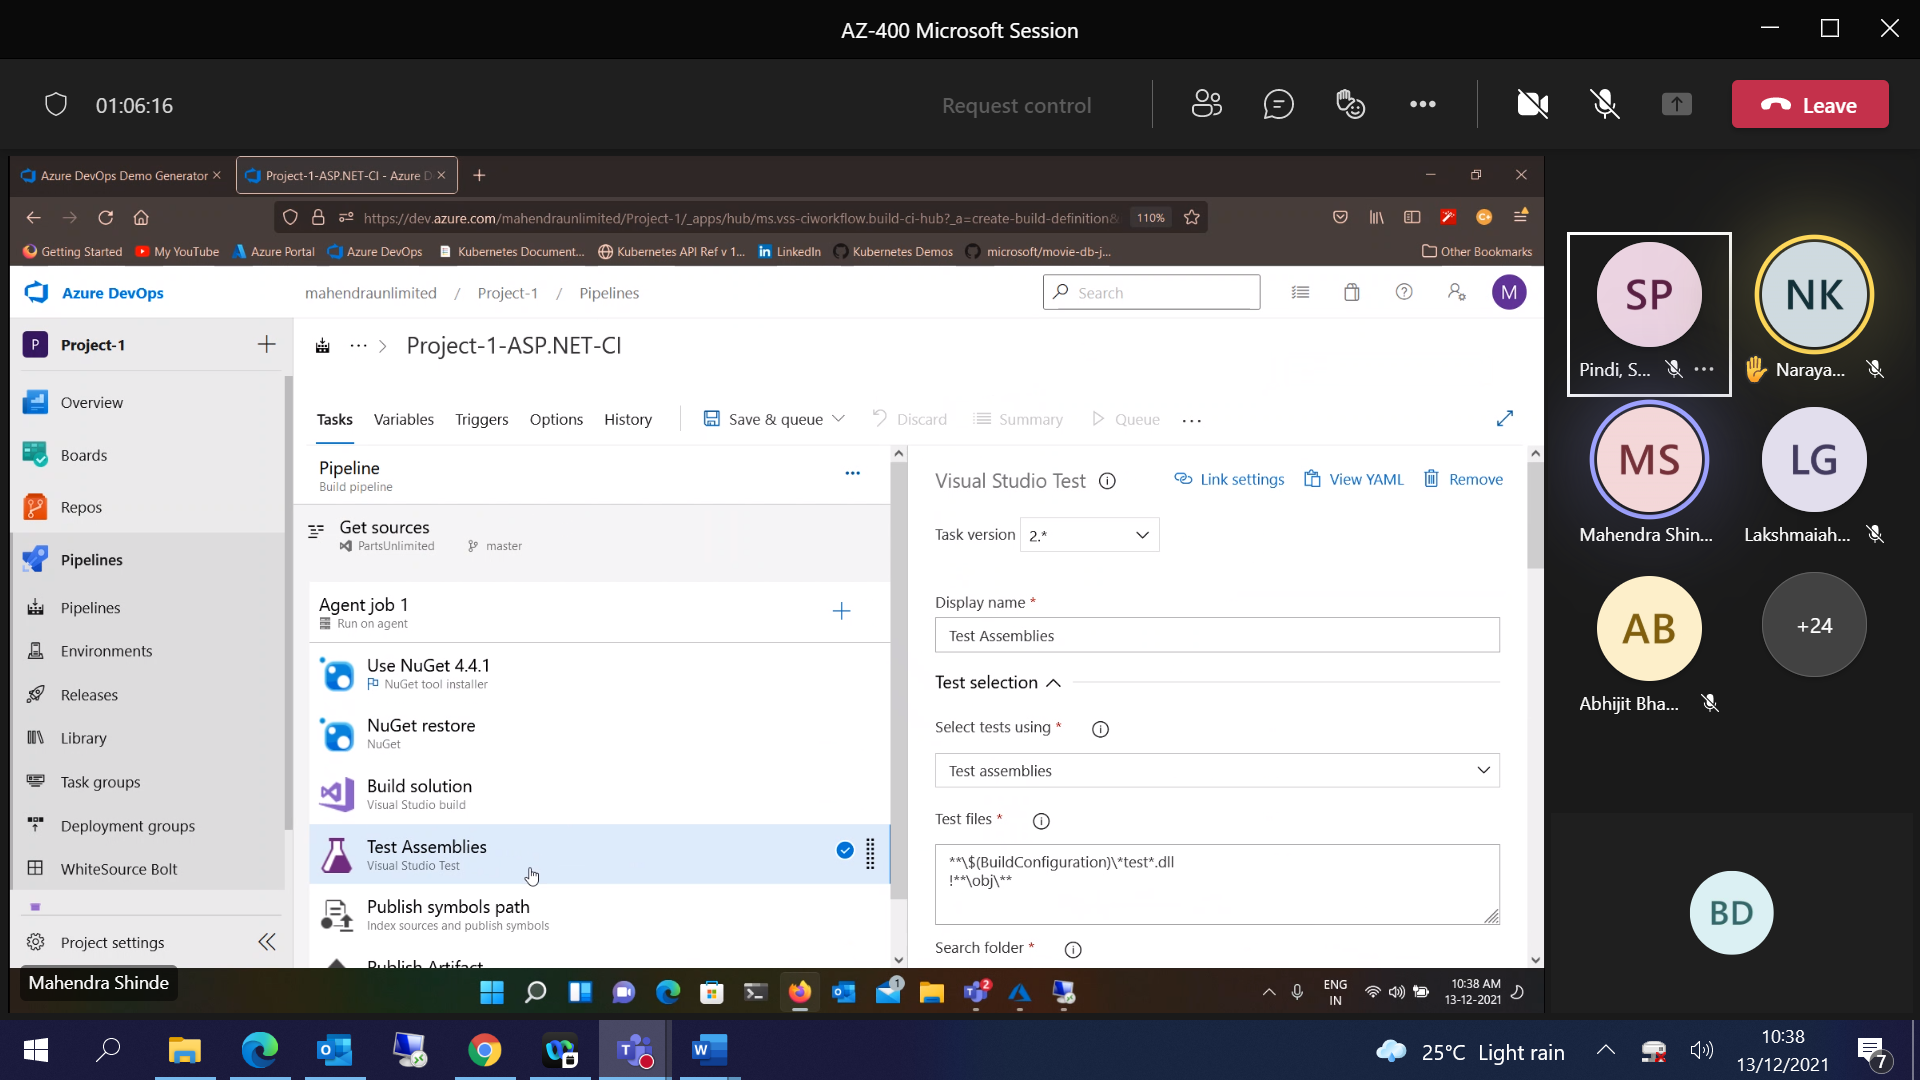 AZ-400 Microsoft Session
01:06:16
Request control
Leave
Azure DevOps Demo Generator
Project-1-ASP.NET-CI - Azure D
https://dev.azure.com/mahendraunlimited/Project-1/_apps/hub/ms.vss-ciworkflow.build-ci-hub?_a=create-build-definition&
110%
Getting Started
My YouTube
Azure Portal
Azure DevOps
Kubernetes Document...
Kubernetes API Ref v 1...
LinkedIn
Kubernetes Demos
microsoft/movie-db-j...
Other Bookmarks
Azure DevOps
mahendraunlimited / Project-1 / Pipelines
Search
M
P Project-1
Overview
Boards
Repos
Pipelines
Pipelines
Environments
Releases
Library
Task groups
Deployment groups
WhiteSource Bolt
Project settings
... > Project-1-ASP.NET-CI
Tasks Variables Triggers Options History
Save & queue
Discard
Summary
Queue
...
Pipeline
Build pipeline
Get sources
PartsUnlimited master
Agent job 1
Run on agent
Use NuGet 4.4.1
NuGet tool installer
NuGet restore
NuGet
Build solution
Visual Studio build
Test Assemblies
Visual Studio Test
Publish symbols path
Index sources and publish symbols
Publish Artifact
Visual Studio Test
Link settings
View YAML
Remove
Task version 2.*
Display name *
Test Assemblies
Test selection
Select tests using *
Test assemblies
Test files *
**\$(BuildConfiguration)\*test*.dll
!**\obj\**
Search folder *
Mahendra Shinde
1
2
ENG
IN
10:38 AM
13-12-2021
SP
Pindi, S...
NK
Naraya...
MS
Mahendra Shin...
LG
Lakshmaiah...
AB
Abhijit Bha...
+24
BD
25°C Light rain
10:38
13/12/2021
7